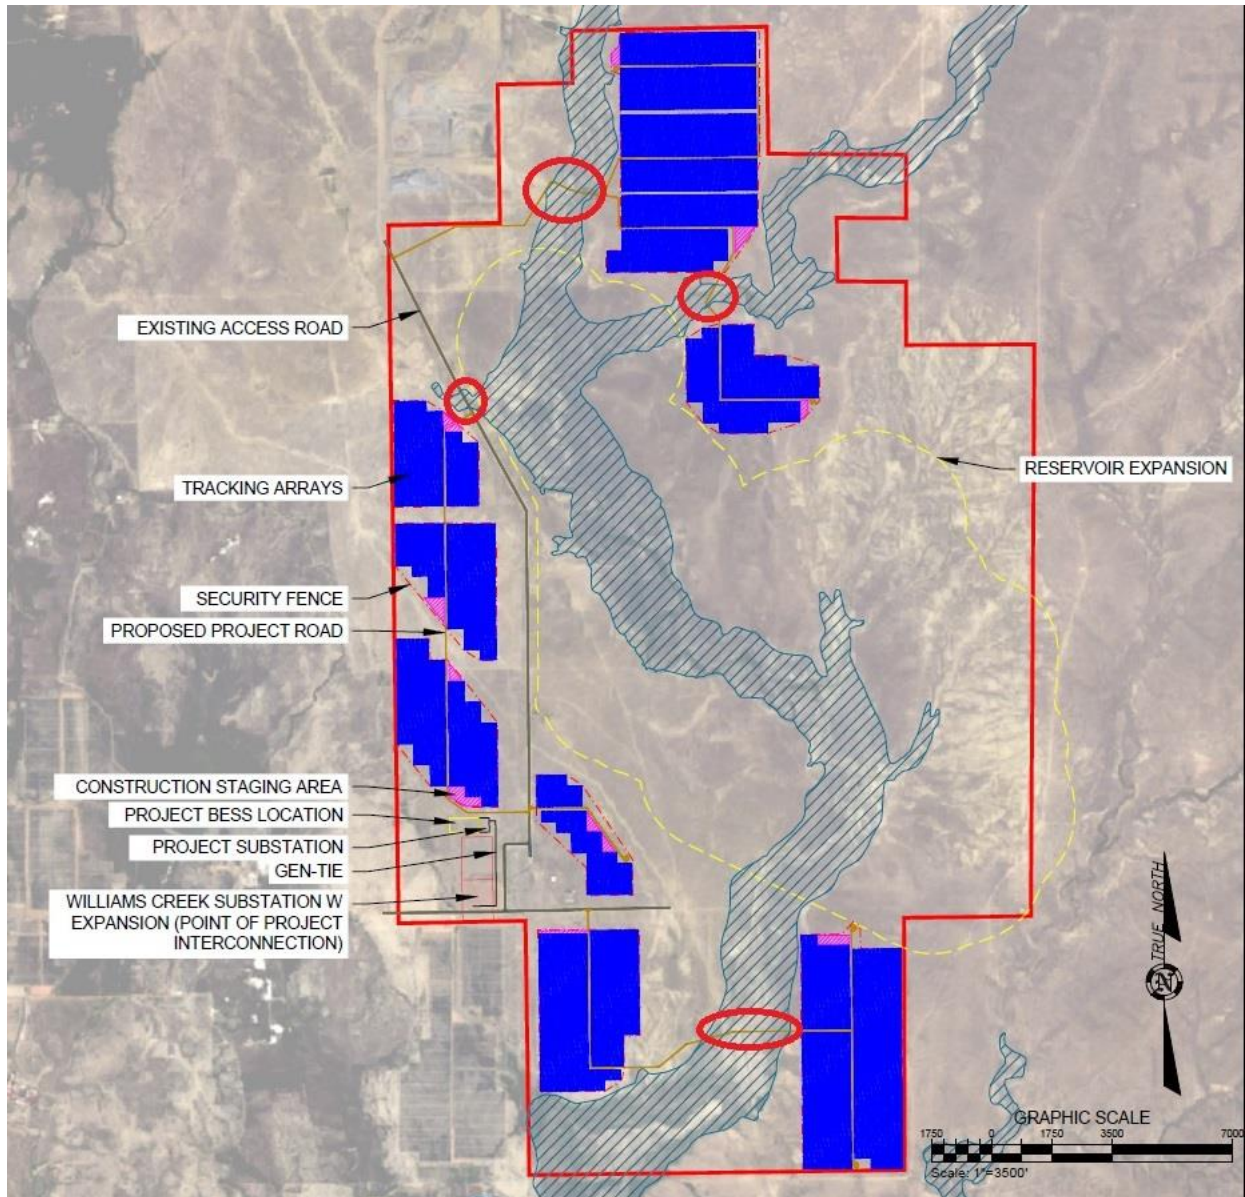 EXISTING ACCESS ROAD
RESERVOIR EXPANSION
TRACKING ARRAYS
SECURITY FENCE
PROPOSED PROJECT ROAD
CONSTRUCTION STAGING AREA
PROJECT BESS LOCATION
PROJECT SUBSTATION
GEN-TIE
WILLIAMS CREEK SUBSTATION W
EXPANSION (POINT OF PROJECT
INTERCONNECTION)
TRUE NORTH
N
GRAPHIC SCALE
1750 0 1750 3500 7000
Scale: 1"=3500'